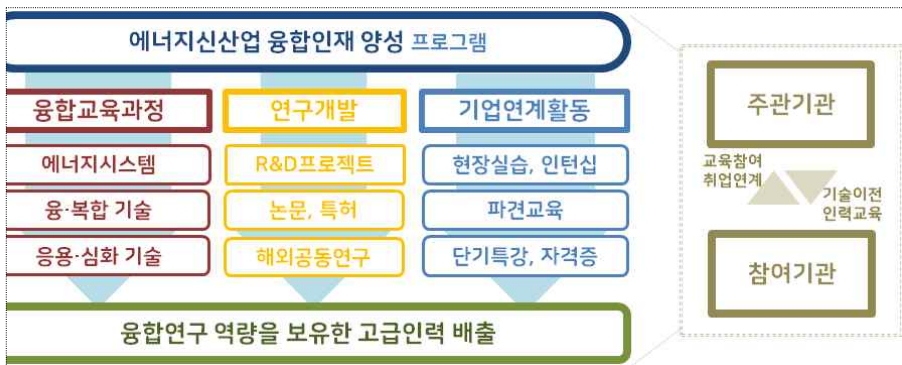 에너지신산업 융합인재 양성 프로그램
융합교육과정
에너지시스템
융·복합 기술
응용·심화 기술
연구개발
R&D프로젝트
논문, 특허
해외공동연구
기업연계활동
현장실습, 인턴십
파견교육
단기특강, 자격증
융합연구 역량을 보유한 고급인력 배출
주관기관
교육참여
취업연계
기술이전
인력교육
참여기관